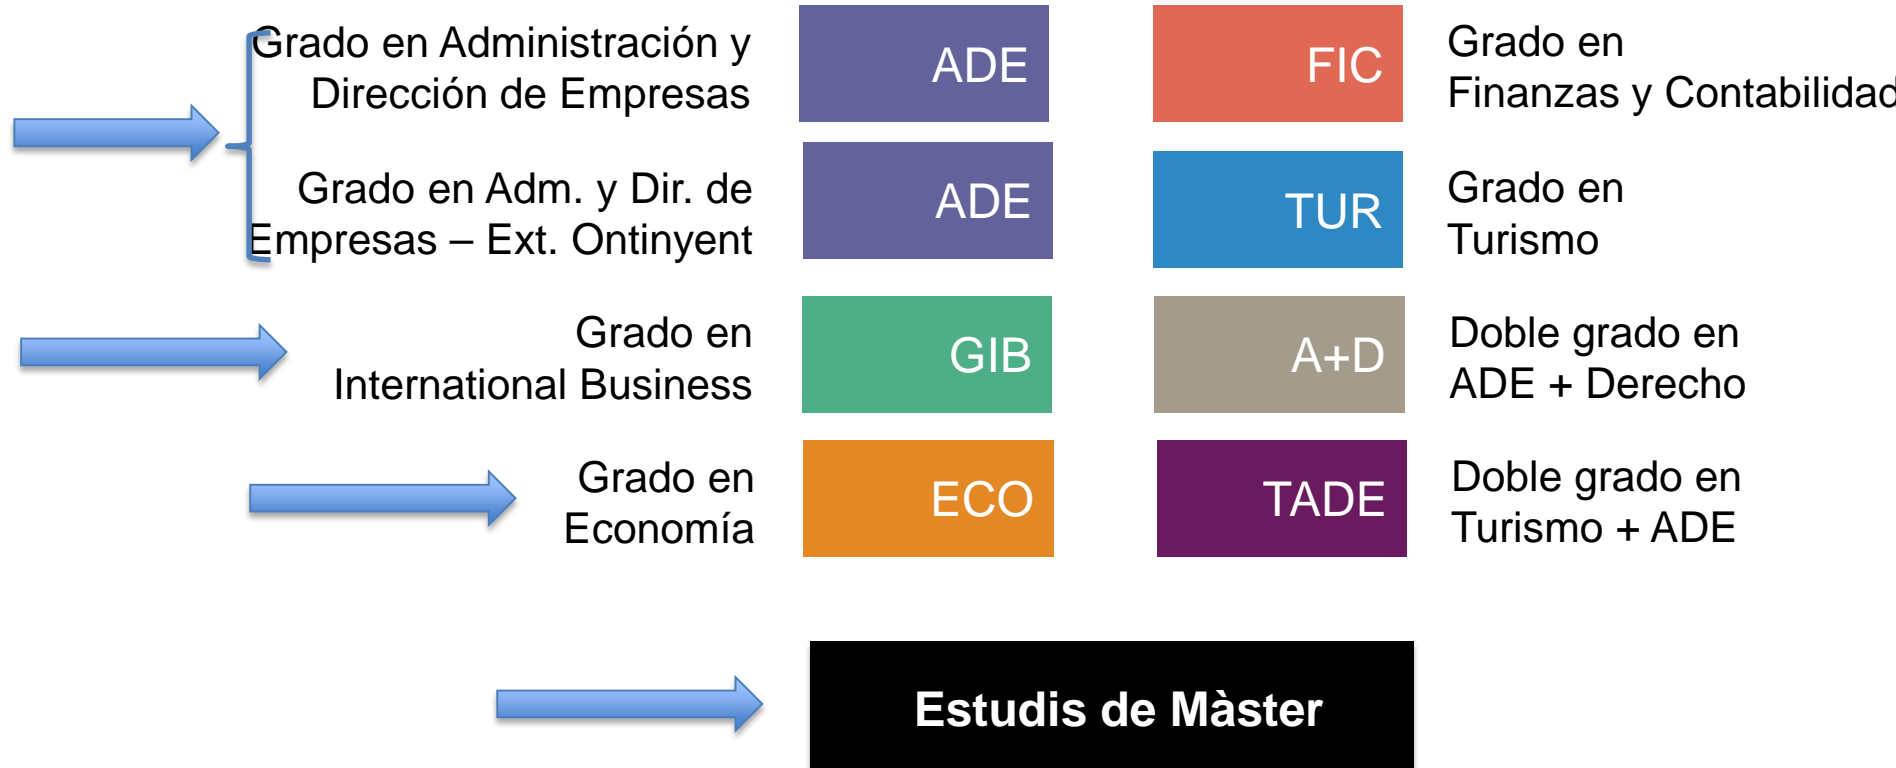 Grado en Administración y
Dirección de Empresas
ADE
FIC
Grado en
Finanzas y Contabilidad
Grado en Adm. y Dir. de
Empresas – Ext. Ontinyent
ADE
TUR
Grado en
Turismo
Grado en
International Business
GIB
A+D
Doble grado en
ADE + Derecho
Grado en
Economía
ECO
TADE
Doble grado en
Turismo + ADE
Estudis de Màster